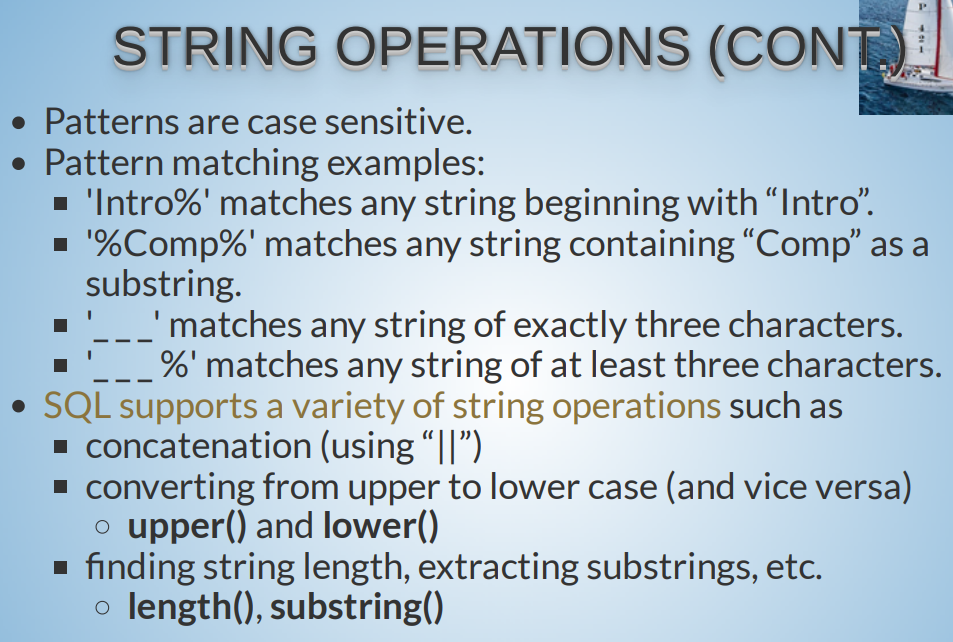 STRING OPERATIONS (CONT.)
P
421
• Patterns are case sensitive.
• Pattern matching examples:
▪ 'Intro%' matches any string beginning with “Intro”.
▪ '%Comp%' matches any string containing “Comp” as a
substring.
▪ '_ _ _' matches any string of exactly three characters.
▪ '_ _ _ %' matches any string of at least three characters.
• SQL supports a variety of string operations such as
▪ concatenation (using “||”)
▪ converting from upper to lower case (and vice versa)
○ upper() and lower()
▪ finding string length, extracting substrings, etc.
○ length(), substring()